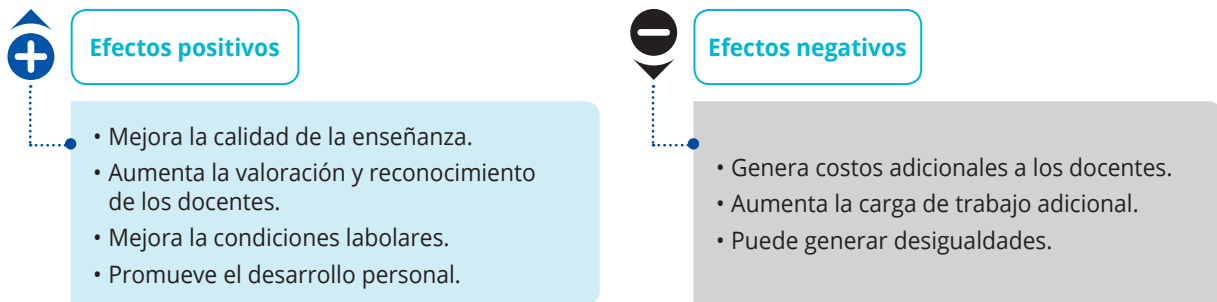 Efectos positivos
• Mejora la calidad de la enseñanza.
• Aumenta la valoración y reconocimiento
de los docentes.
• Mejora la condiciones labolares.
• Promueve el desarrollo personal.
Efectos negativos
• Genera costos adicionales a los docentes.
• Aumenta la carga de trabajo adicional.
• Puede generar desigualdades.